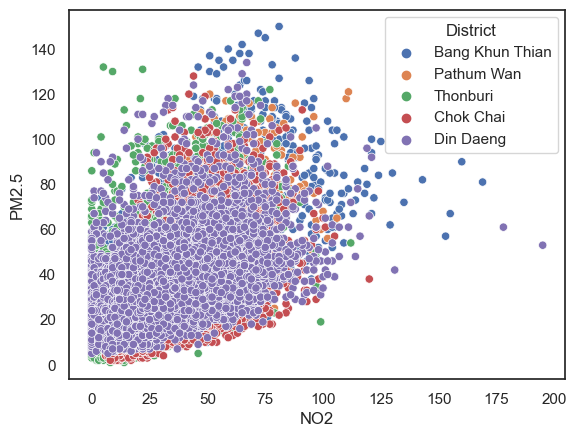 District
Bang Khun Thian
Pathum Wan
Thonburi
Chok Chai
Din Daeng
PM2.5
140
120
100
80
60
40
20
0
0 25 50 75 100 125 150 175 200
NO2